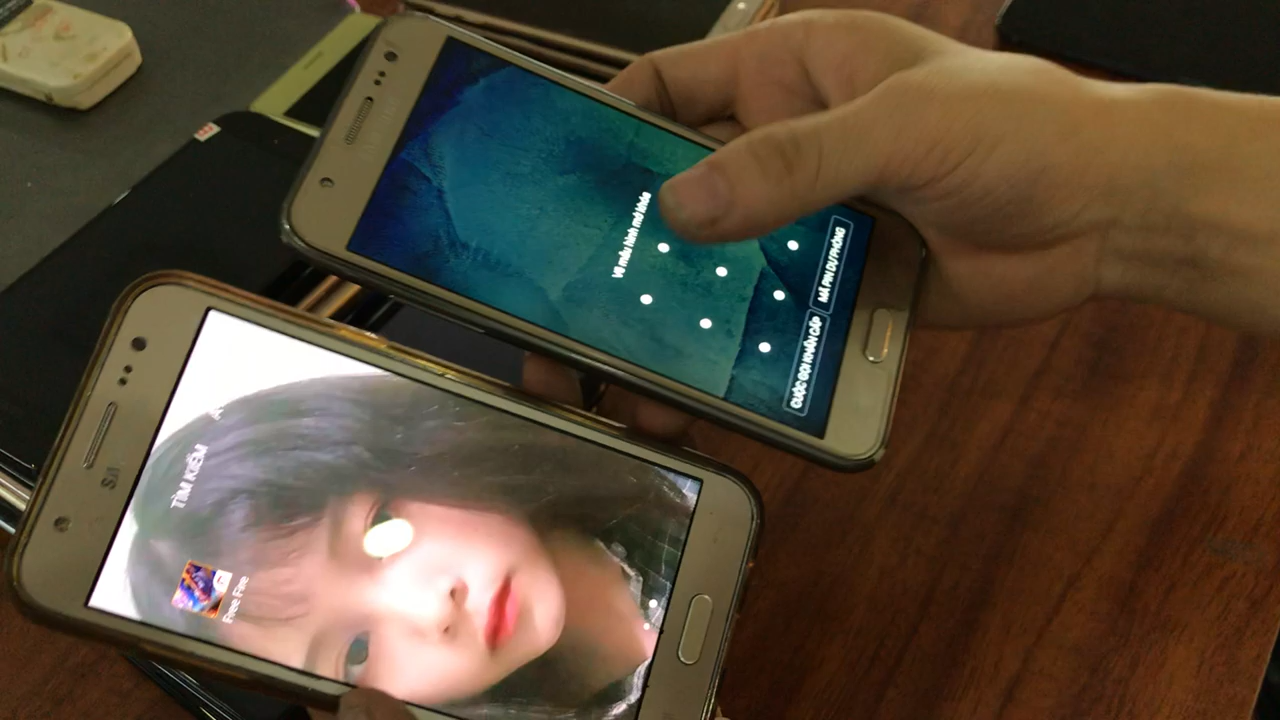 Vẽ mẫu hình mở khóa
CUỘC GỌI KHẨN CẤP
MÃ PIN DỰ PHÒNG
TÌM KIẾM
Free Fire